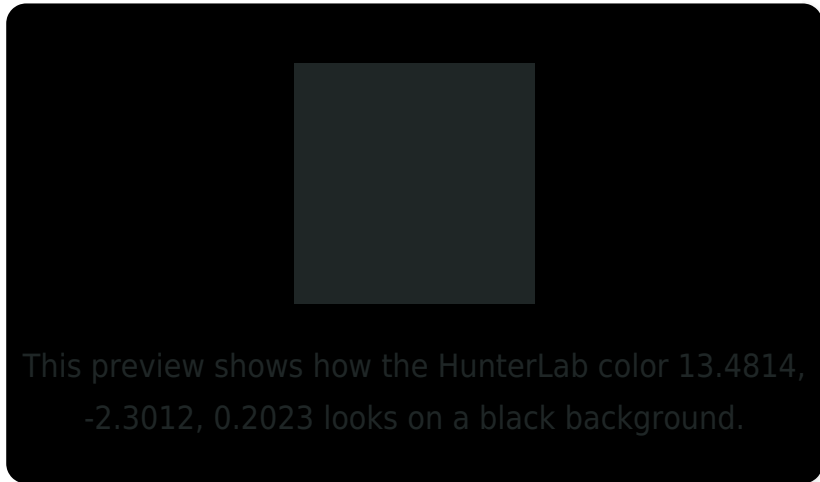 This preview shows how the HunterLab color 13.4814,
-2.3012, 0.2023 looks on a black background.